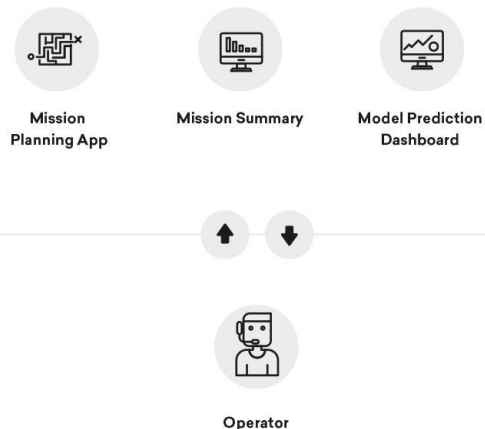 Mission
Planning App
Mission Summary
Model Prediction
Dashboard
Operator